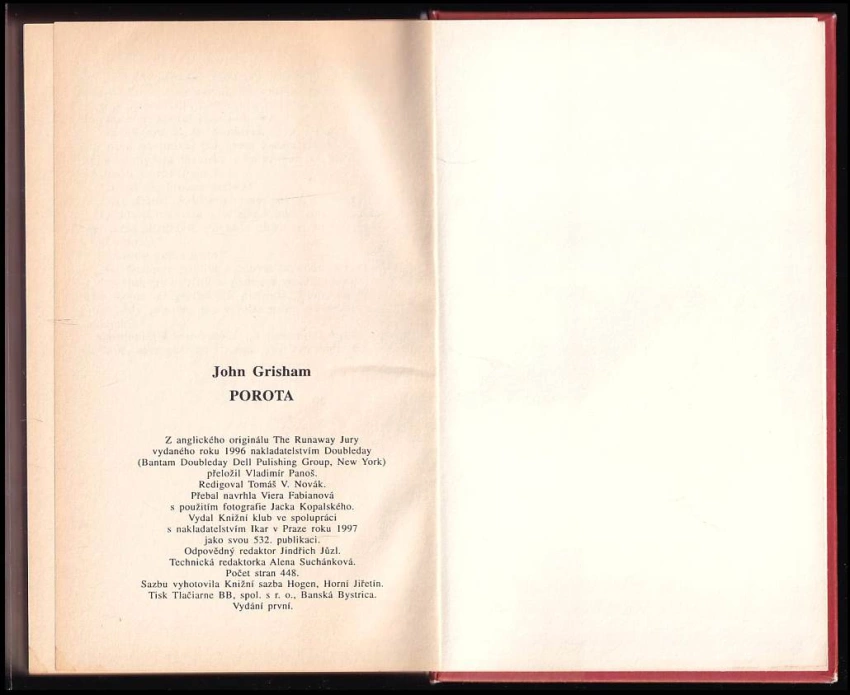 John Grisham
POROTA
Z anglického originálu The Runaway Jury
vydaného roku 1996 nakladatelstvím Doubleday
(Bantam Doubleday Dell Pulishing Group, New York)
přeložil Vladimír Panoš.
Redigoval Tomáš V. Novák.
Přebal navrhla Viera Fabianová
s použitím fotografie Jacka Kopalského.
Vydal Knižní klub ve spolupráci
s nakladatelstvím Ikar v Praze roku 1997
jako svou 532. publikaci.
Odpovědný redaktor Jindřich Jůzl.
Technická redaktorka Alena Suchánková.
Počet stran 448.
Sazbu vyhotovila Knižní sazba Hogen, Horní Jiřetín.
Tisk Tlačiarne BB, spol. s r. o., Banská Bystrica.
Vydání první.